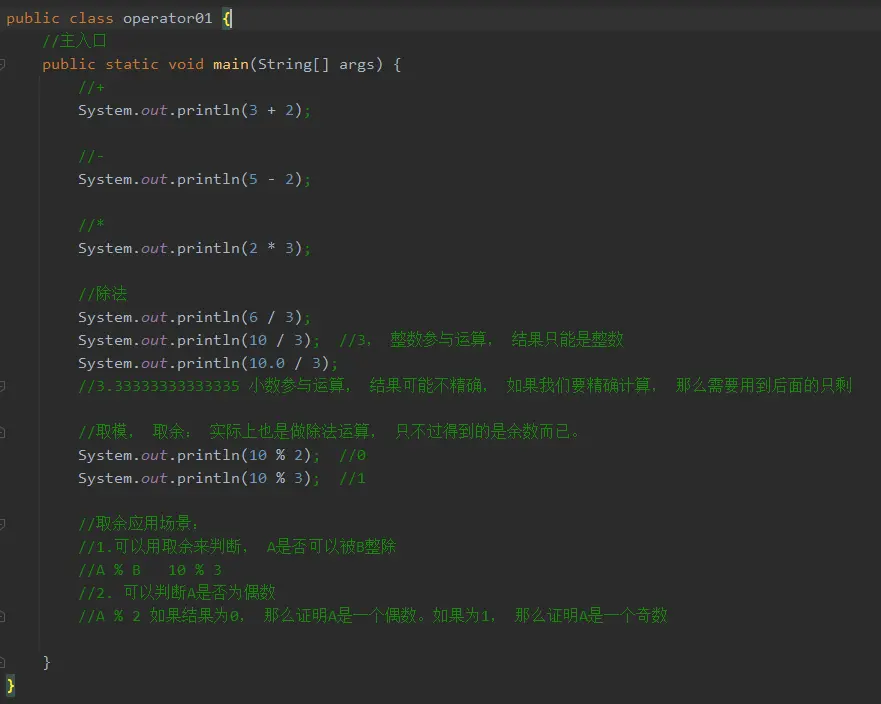 public class operator01 {
//主入口
public static void main(String[] args) {
//+
System.out.println(3 + 2);
//-
System.out.println(5 - 2);
//*
System.out.println(2 * 3);
//除法
System.out.println(6 / 3);
System.out.println(10 / 3);  //3， 整数参与运算， 结果只能是整数
System.out.println(10.0 / 3);
//3.33333333333335 小数参与运算， 结果可能不精确， 如果我们要精确计算， 那么需要用到后面的只剩
//取模， 取余： 实际上也是做除法运算， 只不过得到的是余数而已。
System.out.println(10 % 2);  //0
System.out.println(10 % 3);  //1
//取余应用场景：
//1.可以用取余来判断， A是否可以被B整除
//A % B   10 % 3
//2. 可以判断A是否为偶数
//A % 2 如果结果为0， 那么证明A是一个偶数。如果为1， 那么证明A是一个奇数
}
}